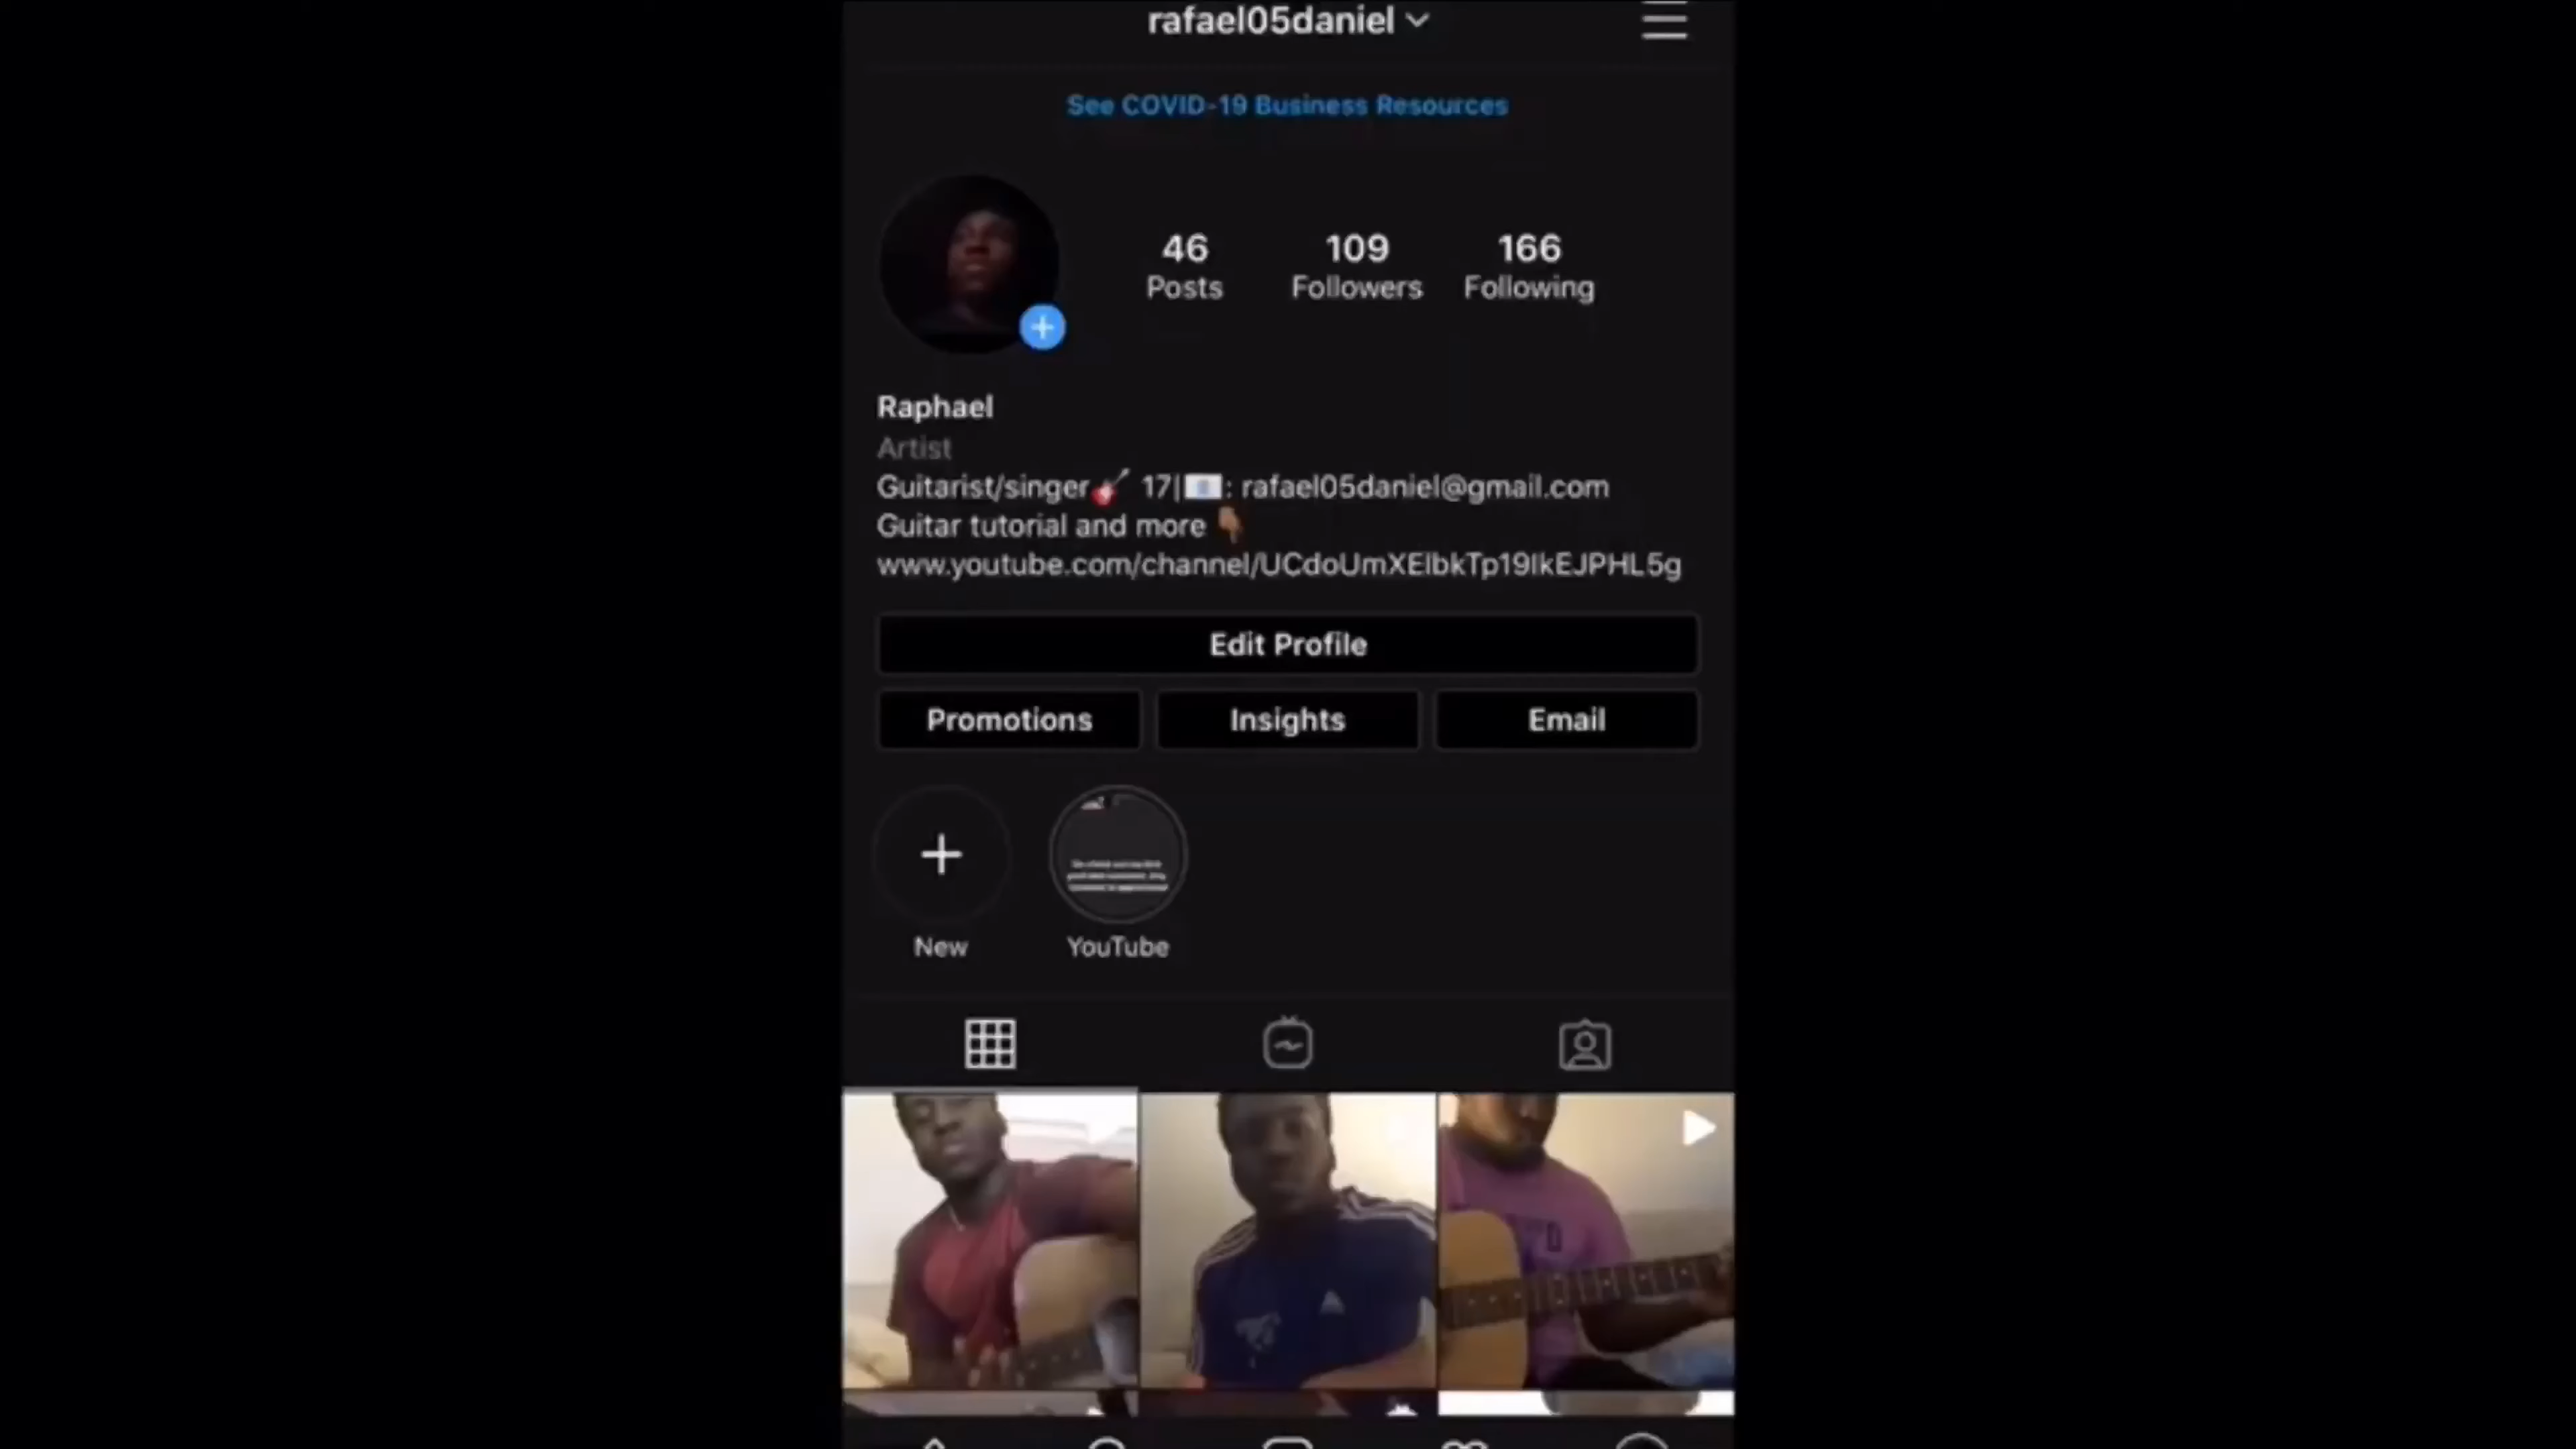 rafael05daniel
See COVID-19 Business Resources
46 109 166
Posts Followers Following
Raphael
Artist
Guitarist/singer🎸 17|📧: rafael05daniel@gmail.com
Guitar tutorial and more 👇🏾
www.youtube.com/channel/UCdoUmXElbkTp19IkEJPHL5g
Edit Profile
Promotions Insights Email
New YouTube